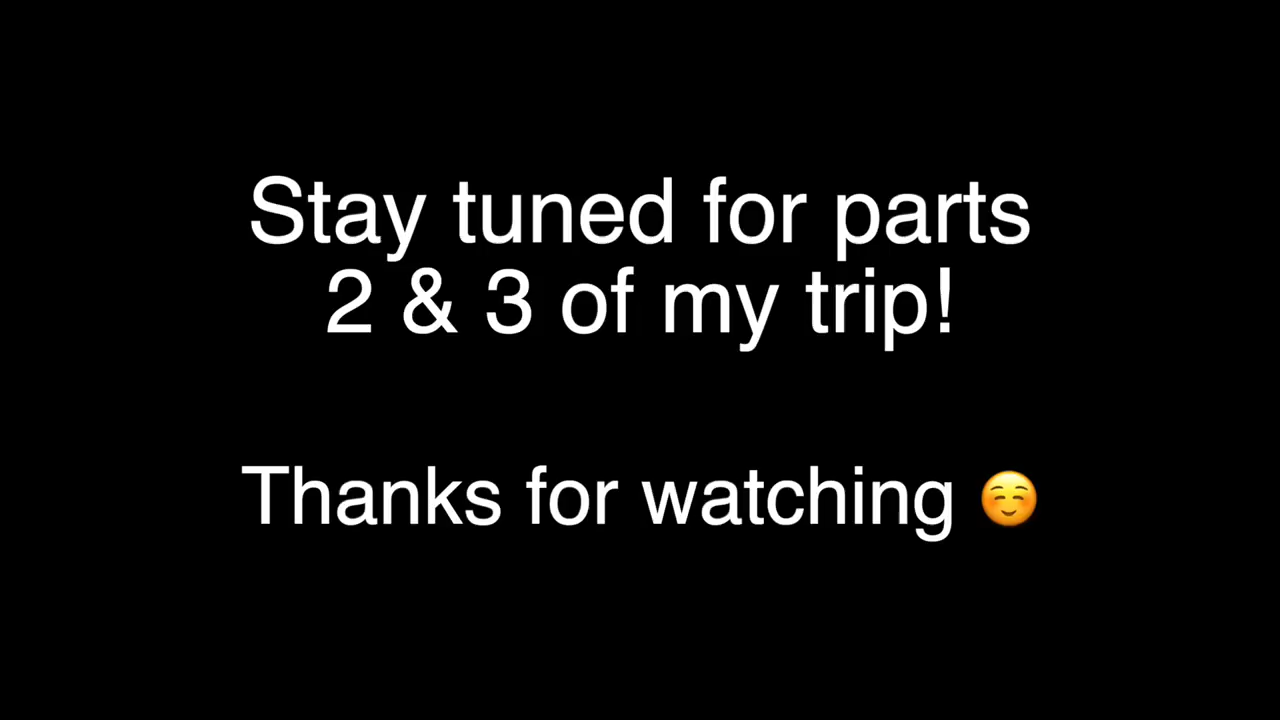 Stay tuned for parts
2 & 3 of my trip!
Thanks for watching ☺️